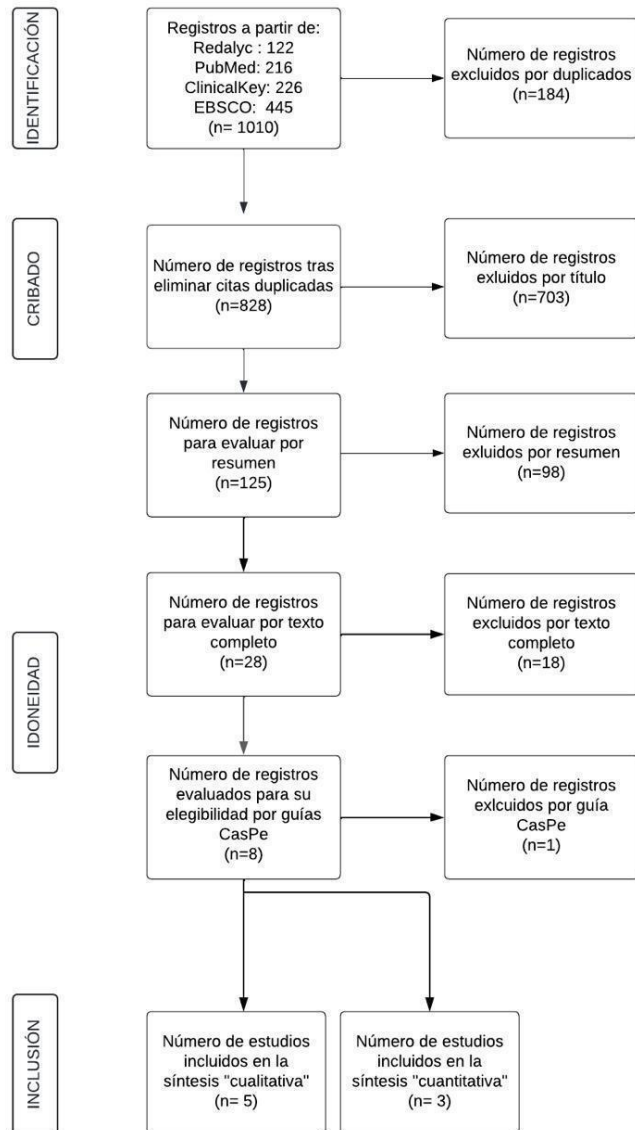 IDENTIFICACIÓN
Registros a partir de:
Redalyc : 122
PubMed: 216
ClinicalKey: 226
EBSCO: 445
(n= 1010)
Número de registros
excluidos por duplicados
(n=184)
CRIBADO
Número de registros tras
eliminar citas duplicadas
(n=828)
Número de registros
exluidos por título
(n=703)
Número de registros
para evaluar por
resumen
(n=125)
Número de registros
exluidos por resumen
(n=98)
IDONEIDAD
Número de registros
para evaluar por texto
completo
(n=28)
Número de registros
excluidos por texto
completo
(n=18)
Número de registros
evaluados para su
elegibilidad por guías
CasPe
(n=8)
Número de registros
exlcuidos por guía
CasPe
(n=1)
INCLUSIÓN
Número de estudios
incluidos en la
síntesis "cualitativa"
(n= 5)
Número de estudios
incluidos en la
síntesis "cuantitativa"
(n= 3)